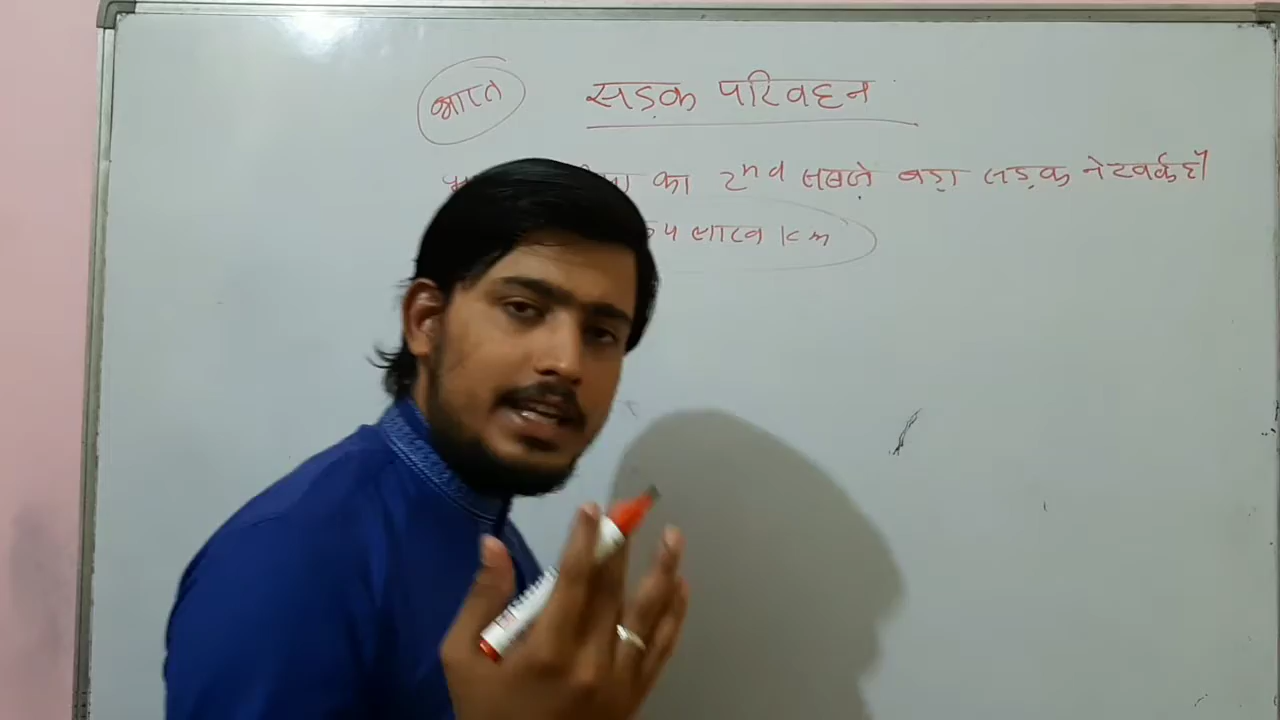 भारत सड़क परिवहन
का 2nd सबसे बड़ा सड़क नेटवर्क हैं
लाख km